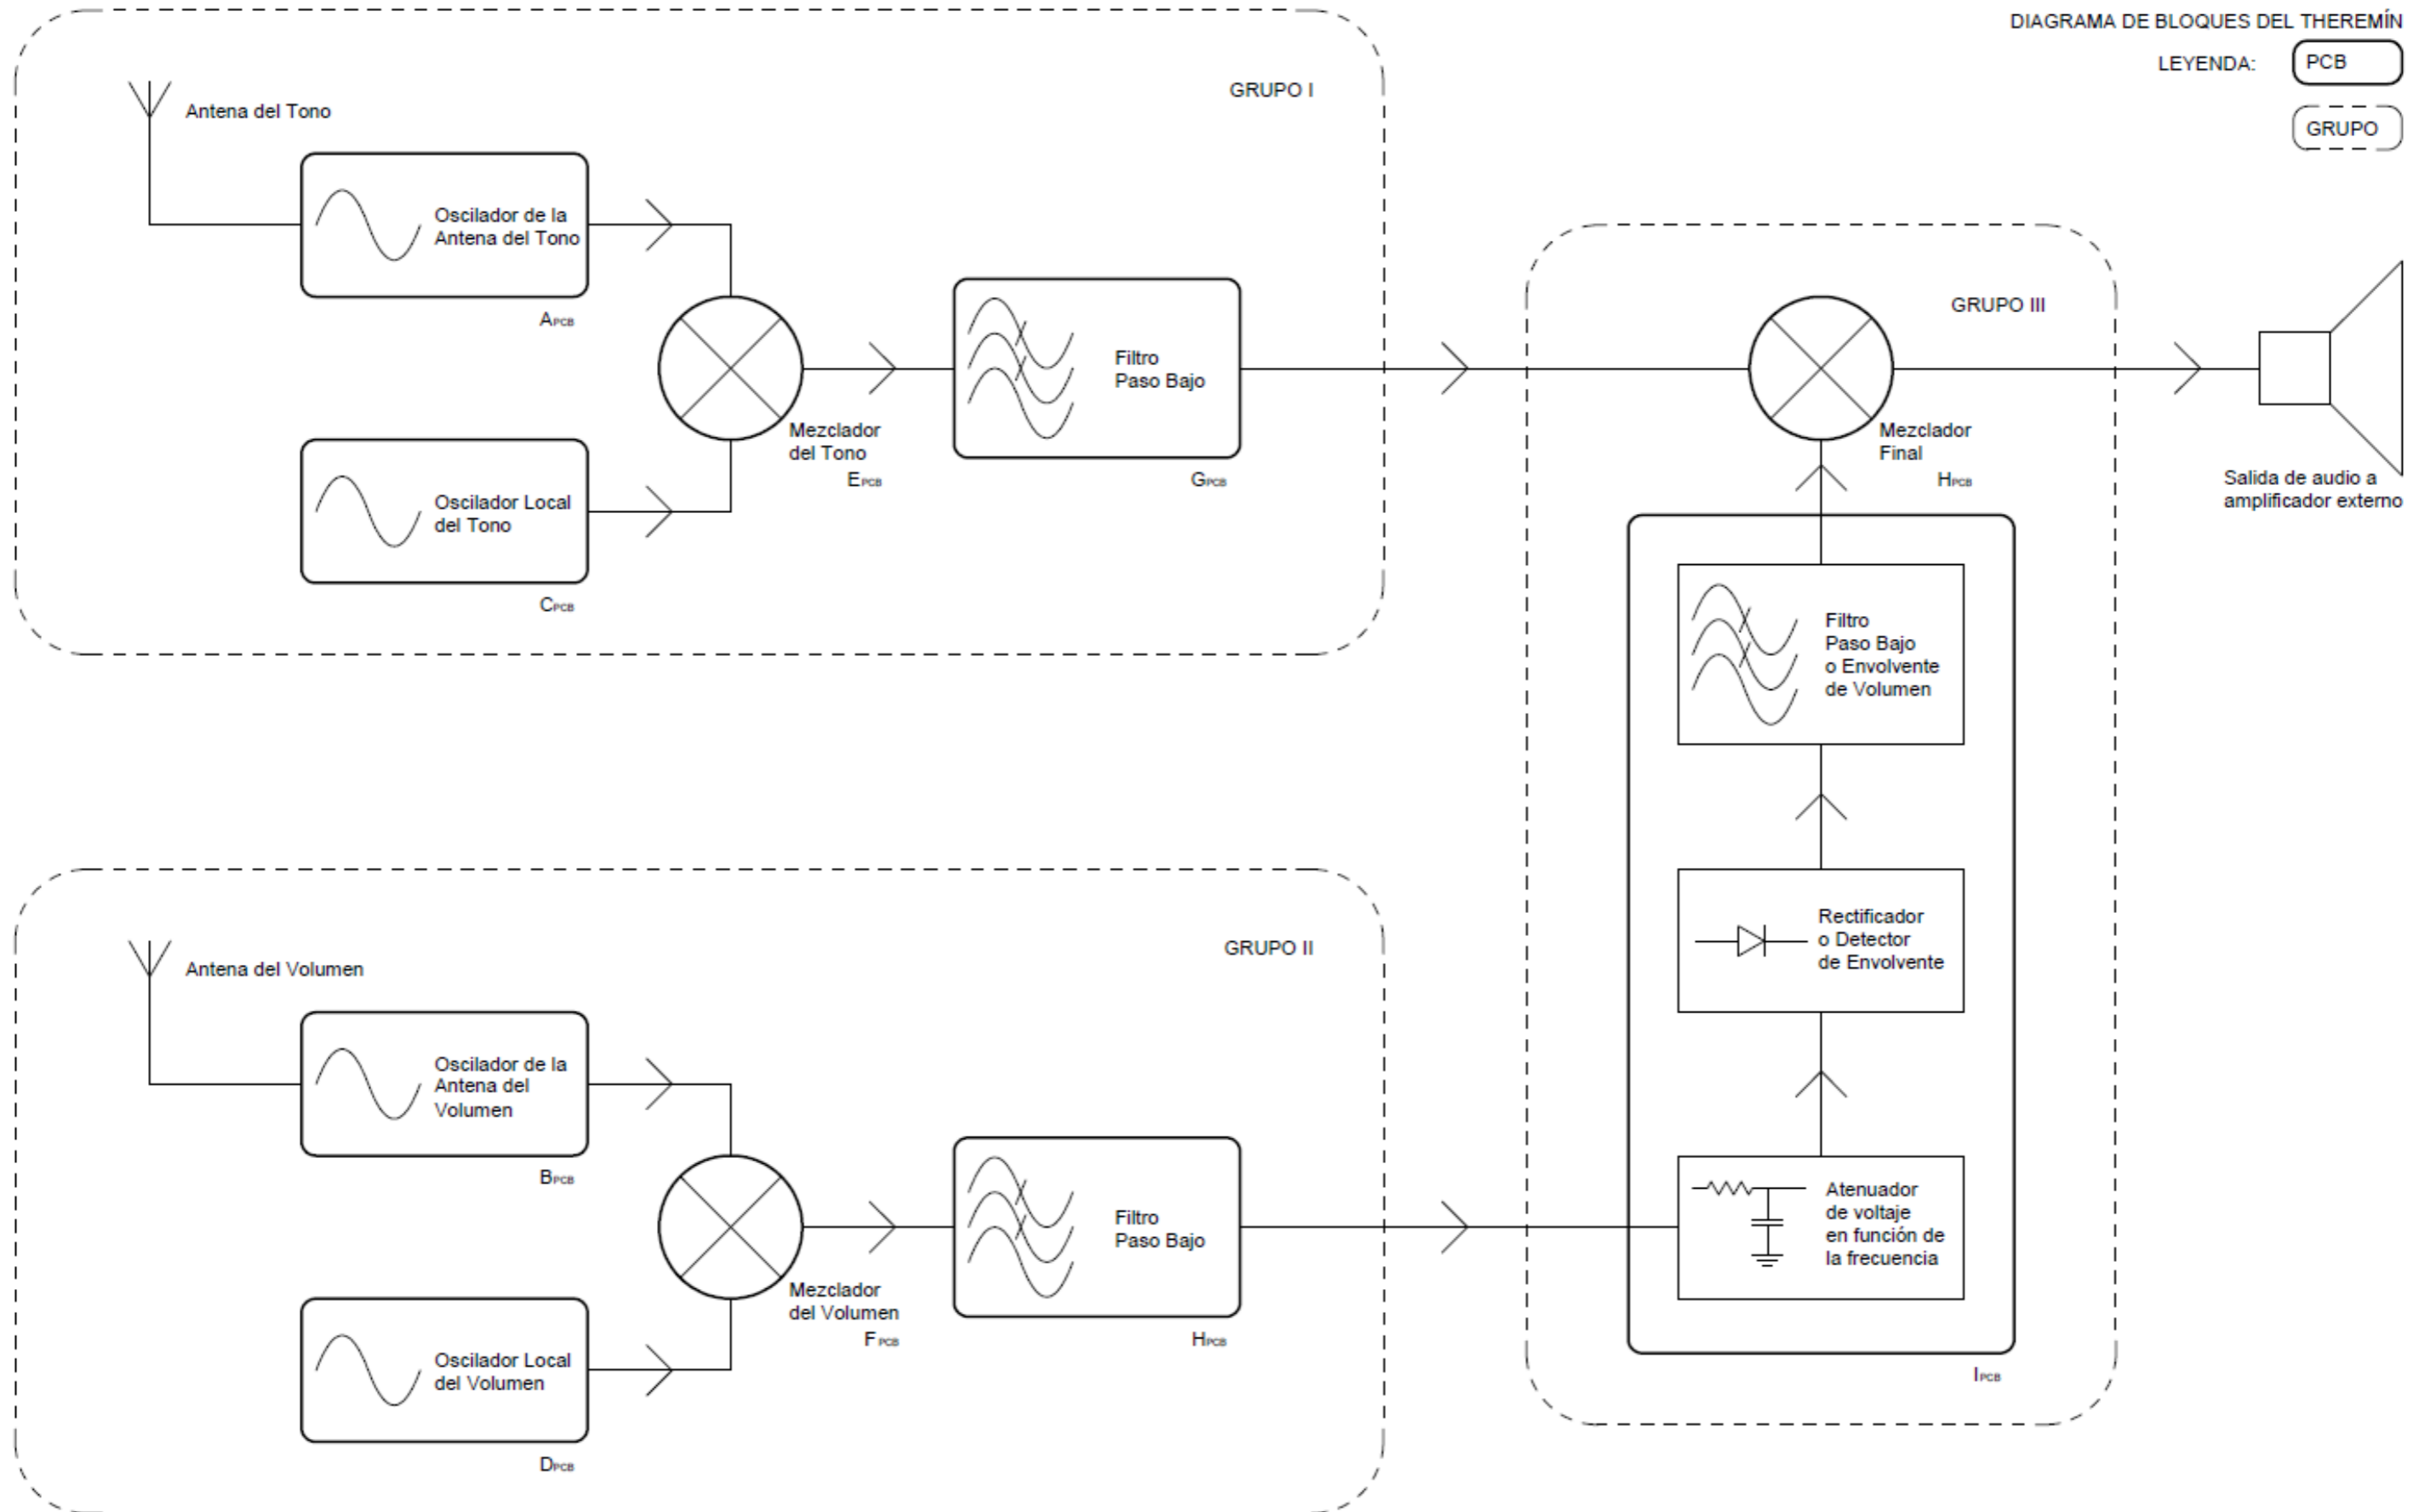 DIAGRAMA DE BLOQUES DEL THEREMÍN
LEYENDA:
PCB
GRUPO
GRUPO I
Antena del Tono
Oscilador de la
Antena del Tono
APCB
Oscilador Local
del Tono
CPCB
Mezclador
del Tono
EPCB
Filtro
Paso Bajo
GPCB
GRUPO III
Mezclador
Final
HPCB
Salida de audio a
amplificador externo
Filtro
Paso Bajo
o Envolvente
de Volumen
Rectificador
o Detector
de Envolvente
Atenuador
de voltaje
en función de
la frecuencia
IPCB
GRUPO II
Antena del Volumen
Oscilador de la
Antena del
Volumen
BPCB
Oscilador Local
del Volumen
DPCB
Mezclador
del Volumen
FPCB
Filtro
Paso Bajo
HPCB